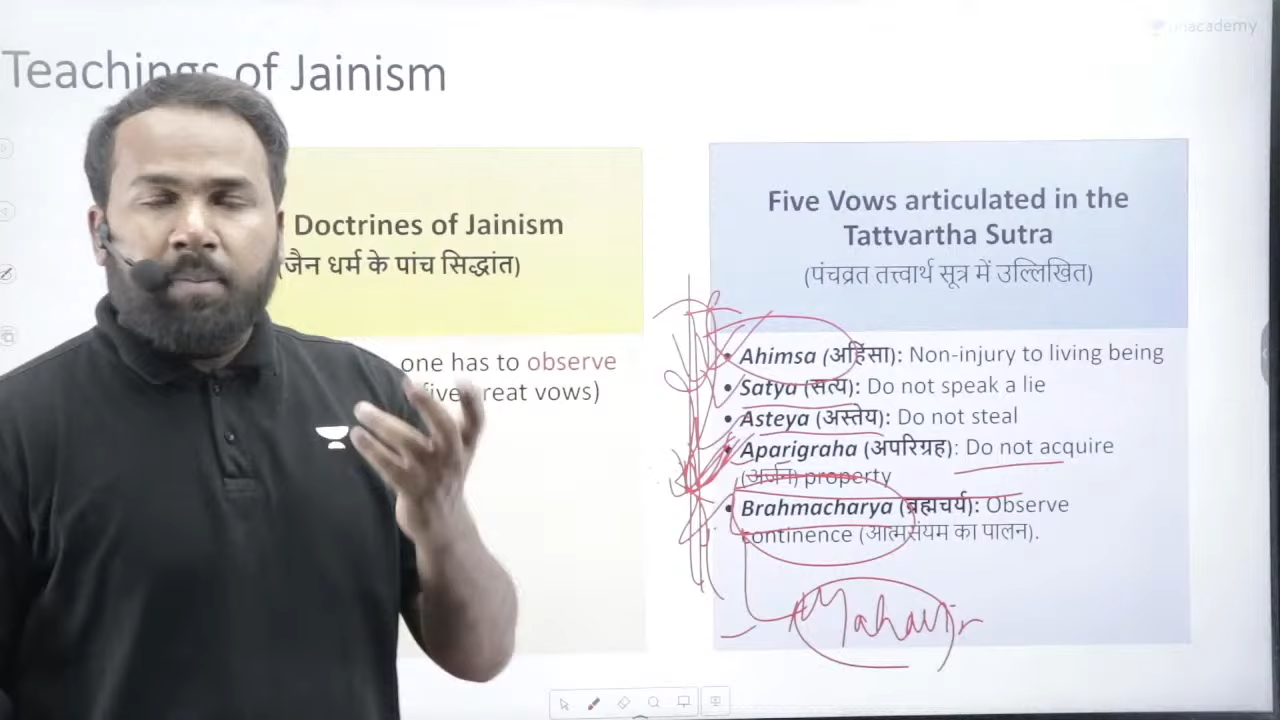 unacademy
Teachings of Jainism
Doctrines of Jainism
(जैन धर्म के पांच सिद्धांत)
one has to observe
five great vows)
Five Vows articulated in the
Tattvartha Sutra
(पंचव्रत तत्त्वार्थ सूत्र में उल्लिखित)
• Ahimsa (अहिंसा): Non-injury to living being
• Satya (सत्य): Do not speak a lie
• Asteya (अस्तेय): Do not steal
• Aparigraha (अपरिग्रह): Do not acquire
(अर्जन) property
• Brahmacharya (ब्रह्मचर्य): Observe
continence (आत्मसंयम का पालन).
Mahavir